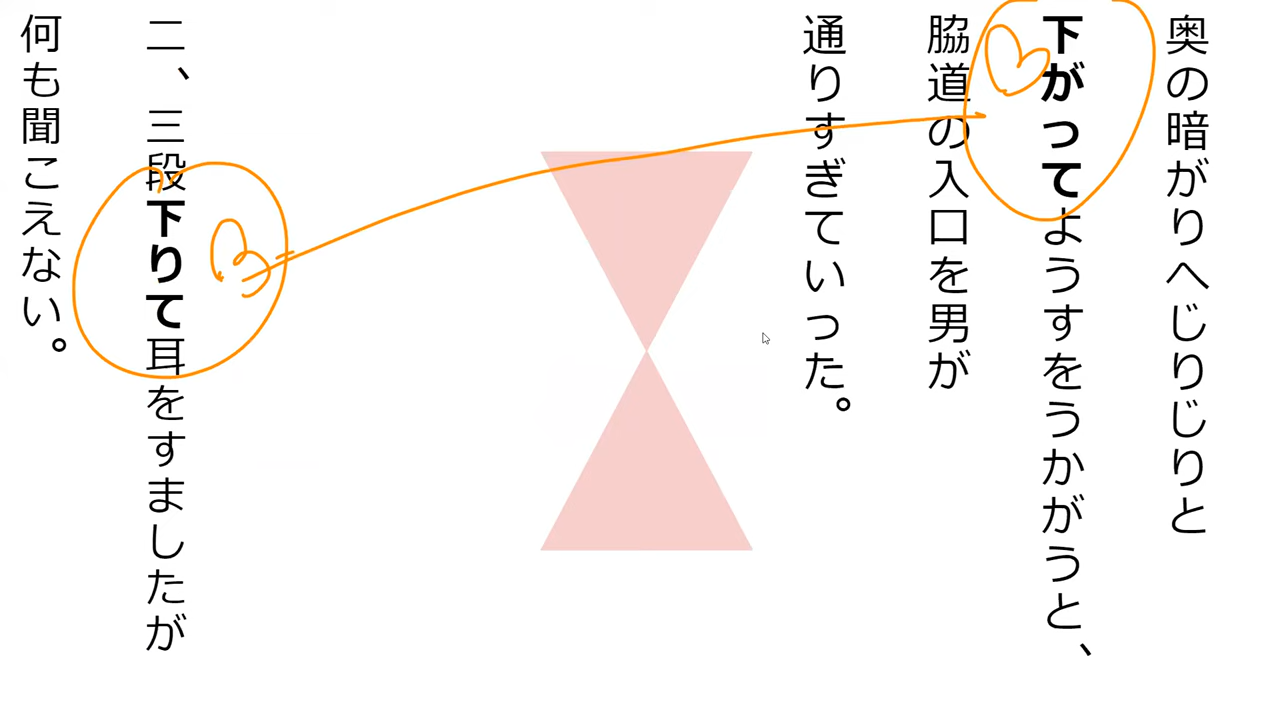 奥の暗がりへじりじりと
下がつてようすをうかがうと、
脇道の入口を男が
通りすぎていった。
二、三段下りて耳をすましたが
何も聞こえない。